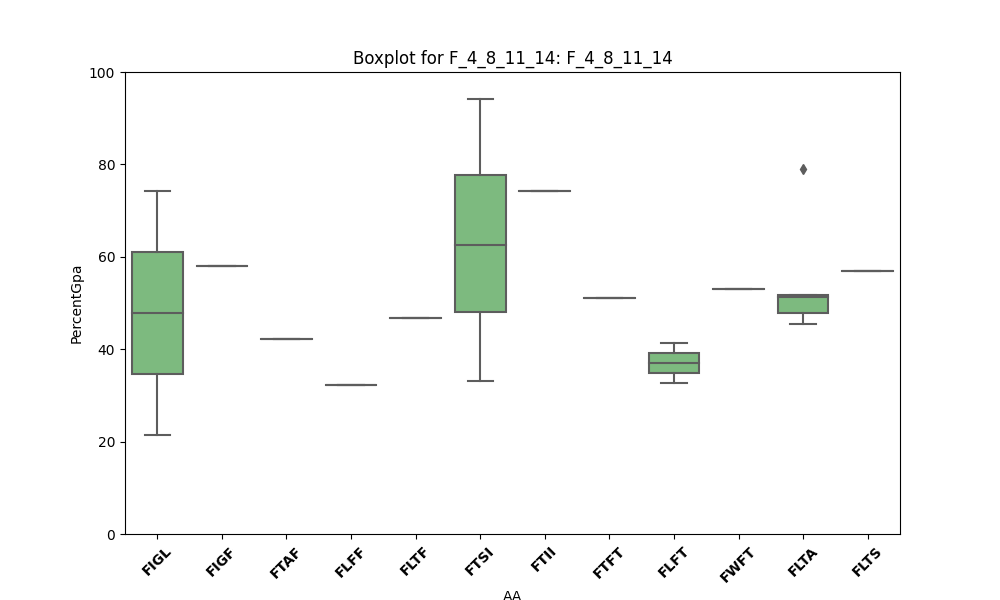 Boxplot for F_4_8_11_14: F_4_8_11_14
100
80
60
40
20
0
PercentGpa
FIGL FIGF FTAF FLFF FLTF FTSI FTII FTFT FLFT FWFT FLTA FLTS
AA